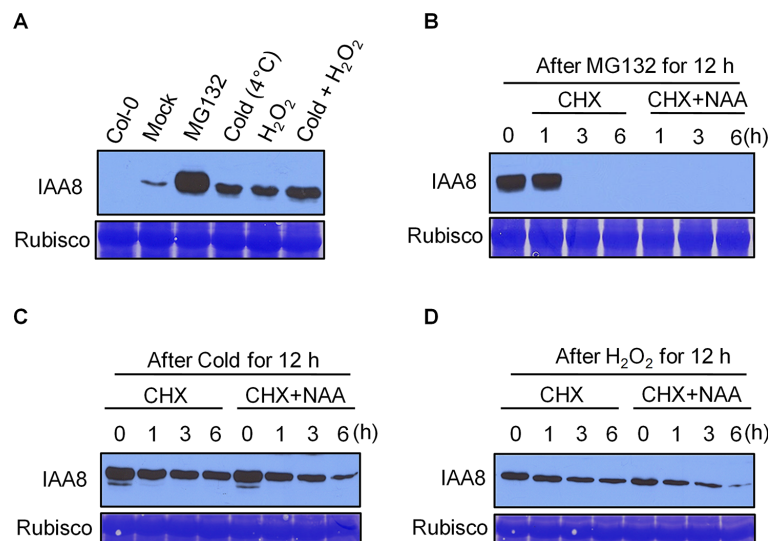 A
Col-0 Mock MG132 Cold (4°C) H₂O₂ Cold + H₂O₂
IAA8
Rubisco
B
After MG132 for 12 h
CHX CHX+NAA
0 1 3 6 1 3 6(h)
IAA8
Rubisco
C
After Cold for 12 h
CHX CHX+NAA
0 1 3 6 0 1 3 6(h)
IAA8
Rubisco
D
After H₂O₂ for 12 h
CHX CHX+NAA
0 1 3 6 0 1 3 6(h)
IAA8
Rubisco